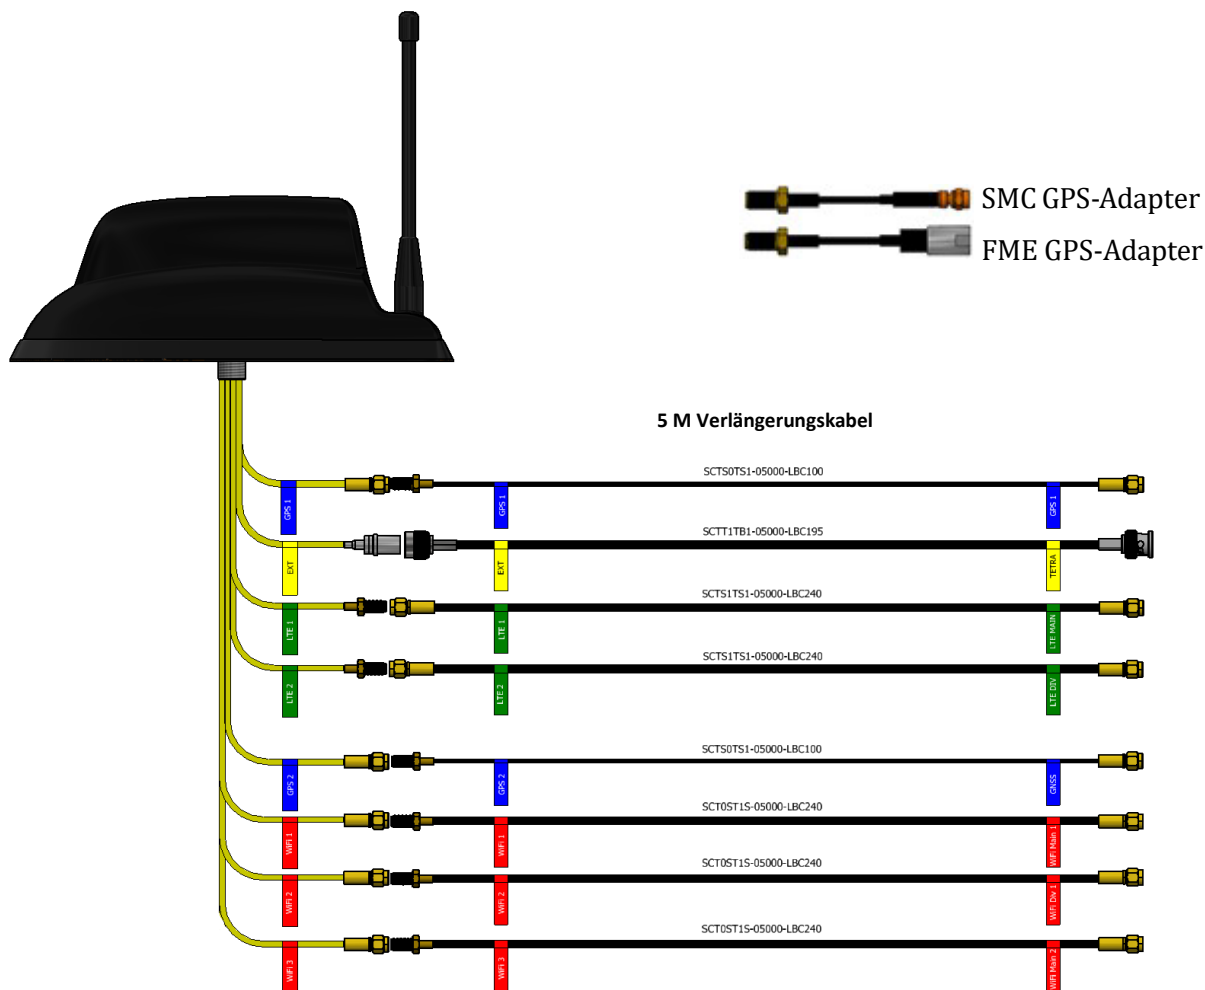 SMC GPS-Adapter
FME GPS-Adapter
5 M Verlängerungskabel
SCTS0TS1-05000-LBC100
GPS 1
GPS 1
GPS 1
SCTT1TB1-05000-LBC195
EXT
EXT
TETRA
SCTS1TS1-05000-LBC240
LTE 1
LTE 1
LTE MAIN
SCTS1TS1-05000-LBC240
LTE 2
LTE 2
LTE DIV
SCTS0TS1-05000-LBC100
GPS 2
GPS 2
GNSS
SCT0ST1S-05000-LBC240
WiFi 1
WiFi 1
WiFi Main 1
SCT0ST1S-05000-LBC240
WiFi 2
WiFi 2
WiFi Div 1
SCT0ST1S-05000-LBC240
WiFi 3
WiFi 3
WiFi Main 2